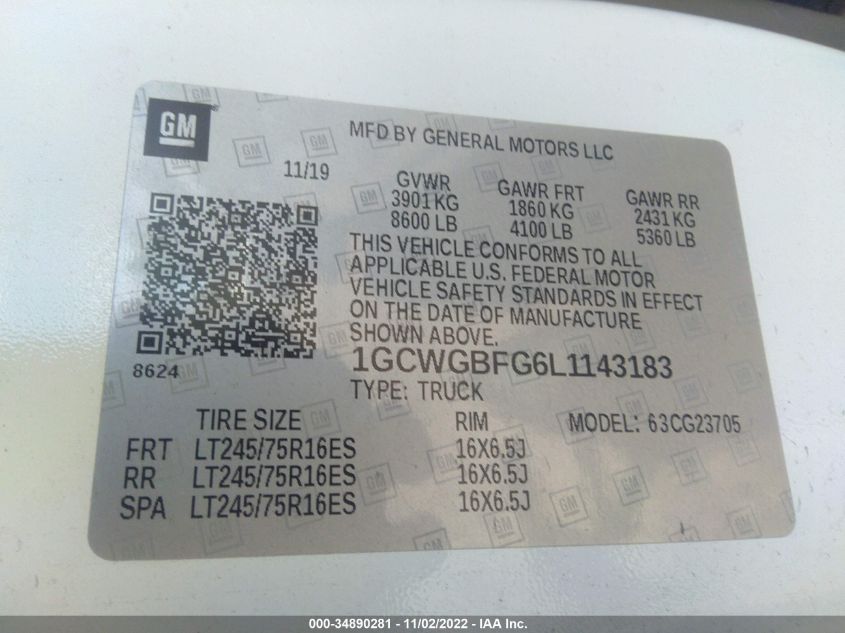 GM
MFD BY GENERAL MOTORS LLC
11/19
GVWR GAWR FRT GAWR RR
3901 KG 1860 KG 2431 KG
8600 LB 4100 LB 5360 LB
THIS VEHICLE CONFORMS TO ALL
APPLICABLE U.S. FEDERAL MOTOR
VEHICLE SAFETY STANDARDS IN EFFECT
ON THE DATE OF MANUFACTURE
SHOWN ABOVE.
8624
1GCWGBFG6L1143183
TYPE: TRUCK
TIRE SIZE RIM MODEL: 63CG23705
FRT LT245/75R16ES 16X6.5J
RR LT245/75R16ES 16X6.5J
SPA LT245/75R16ES 16X6.5J
000-34890281 - 11/02/2022 - IAA Inc.